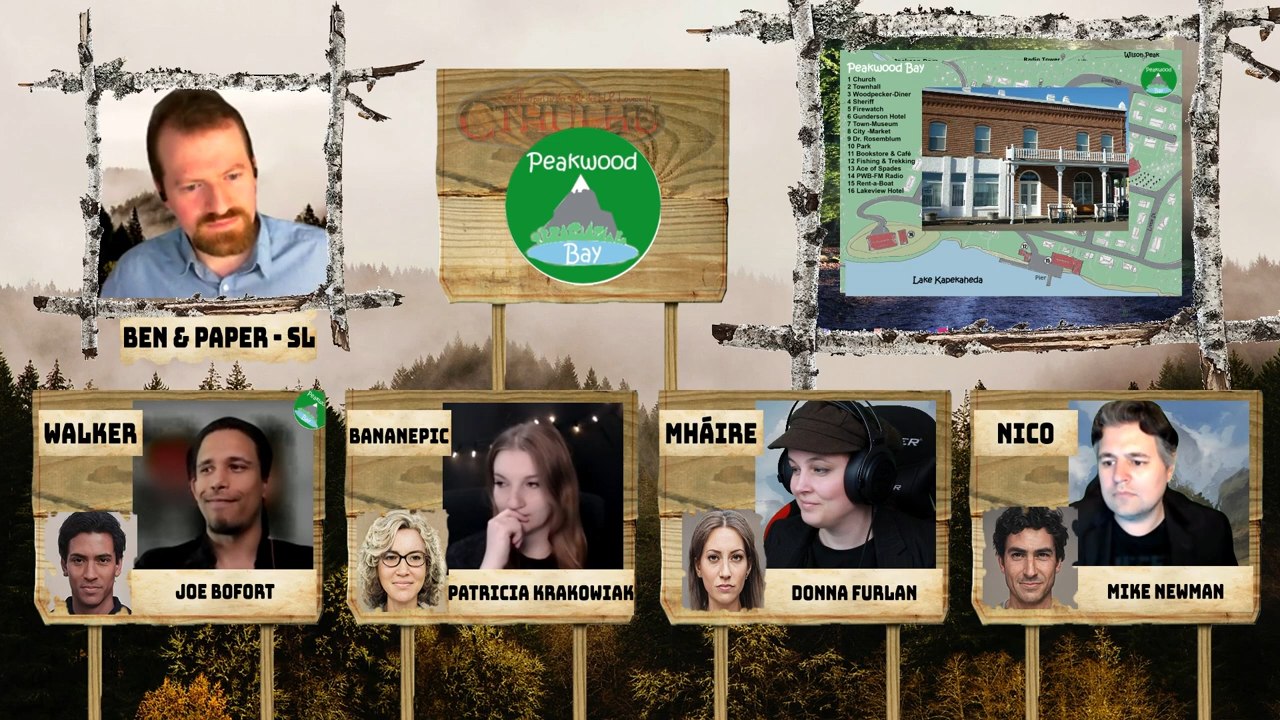 BEN & PAPER - SL
CTHULHU
Peakwood
Bay
Wilson Peak
Radio Tower
Peakwood Bay
1 Church
2 Townhall
3 Woodpecker-Diner
4 Sheriff
5 Firewatch
6 Gunderson Hotel
7 Town-Museum
8 City -Market
9 Dr. Rosemblum
10 Park
11 Bookstore & Café
12 Fishing & Trekking
13 Ace of Spades
14 PWB-FM Radio
15 Rent-a-Boat
16 Lakeview Hotel
Pier
Lake Kapekaheda
WALKER
JOE BOFORT
BANANEPIC
PATRICIA KRAKOWIAK
MHÁIRE
DONNA FURLAN
NICO
MIKE NEWMAN